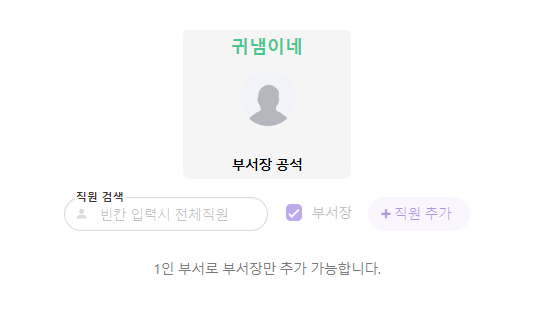 귀냄이네
부서장 공석
직원 검색
빈칸 입력시 전체직원
부서장
+ 직원 추가
1인 부서로 부서장만 추가 가능합니다.